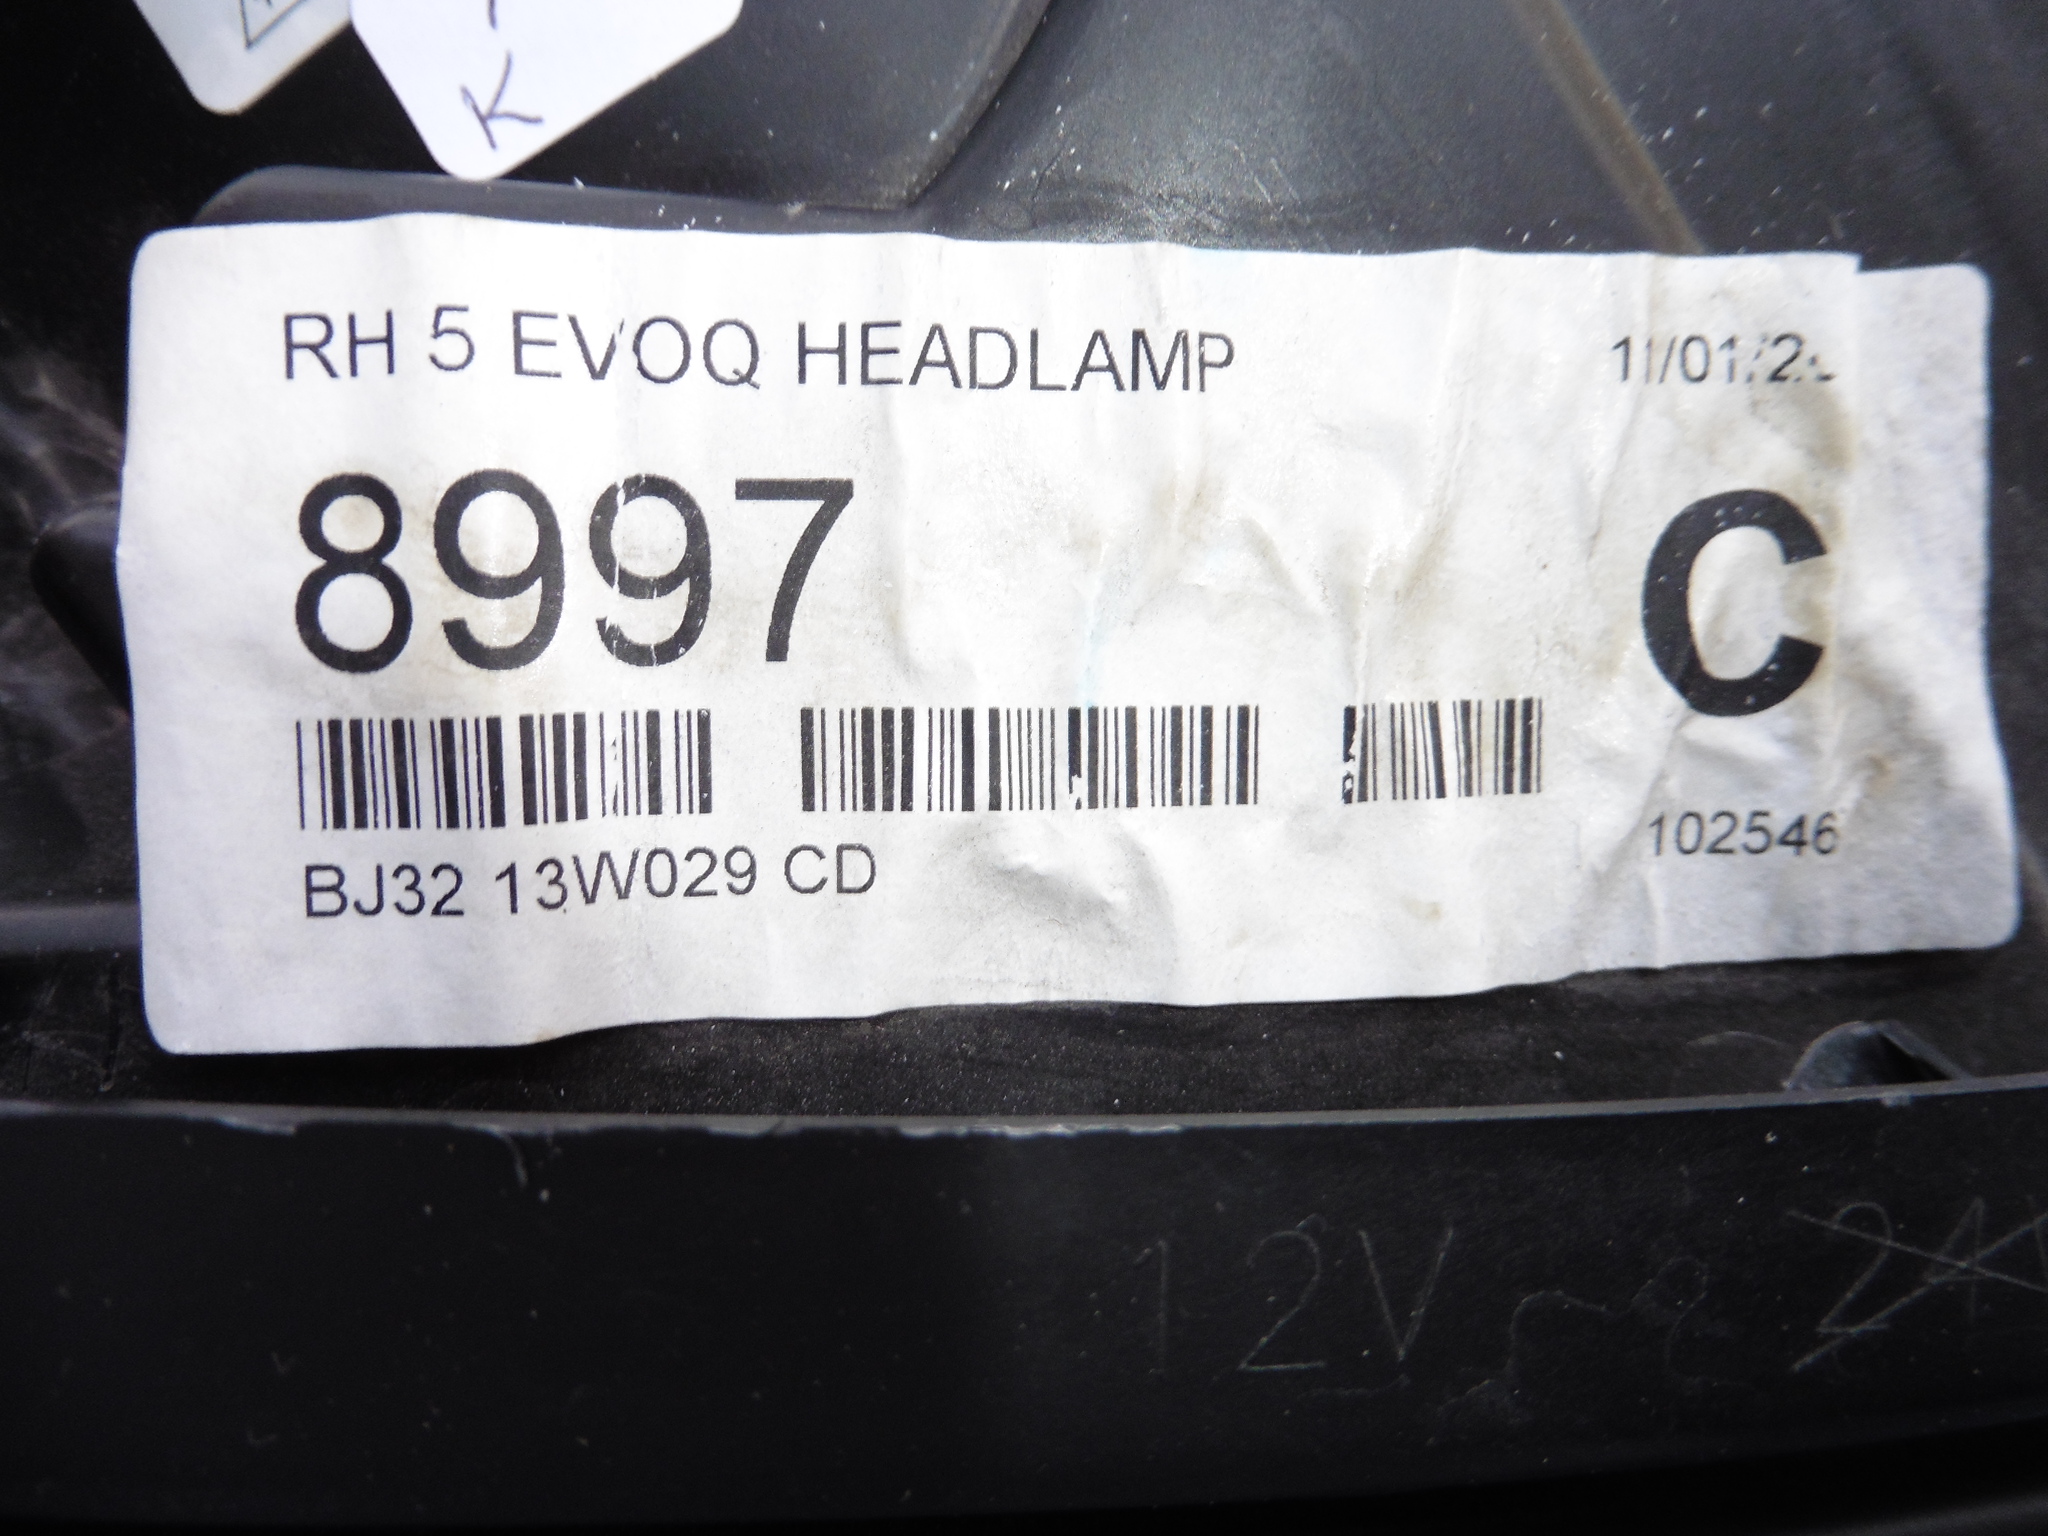 K
RH 5 EVOQ HEADLAMP
8997
C
BJ32 13W029 CD
102546
12V